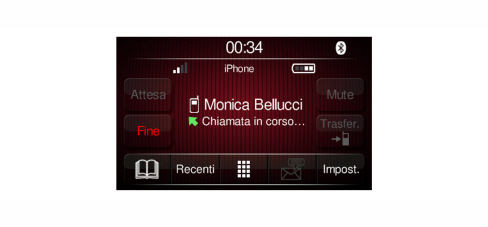 00:34
iPhone
Attesa
Monica Bellucci
Mute
Chiamata in corso...
Fine
Trasfer.
Recenti
Impost.